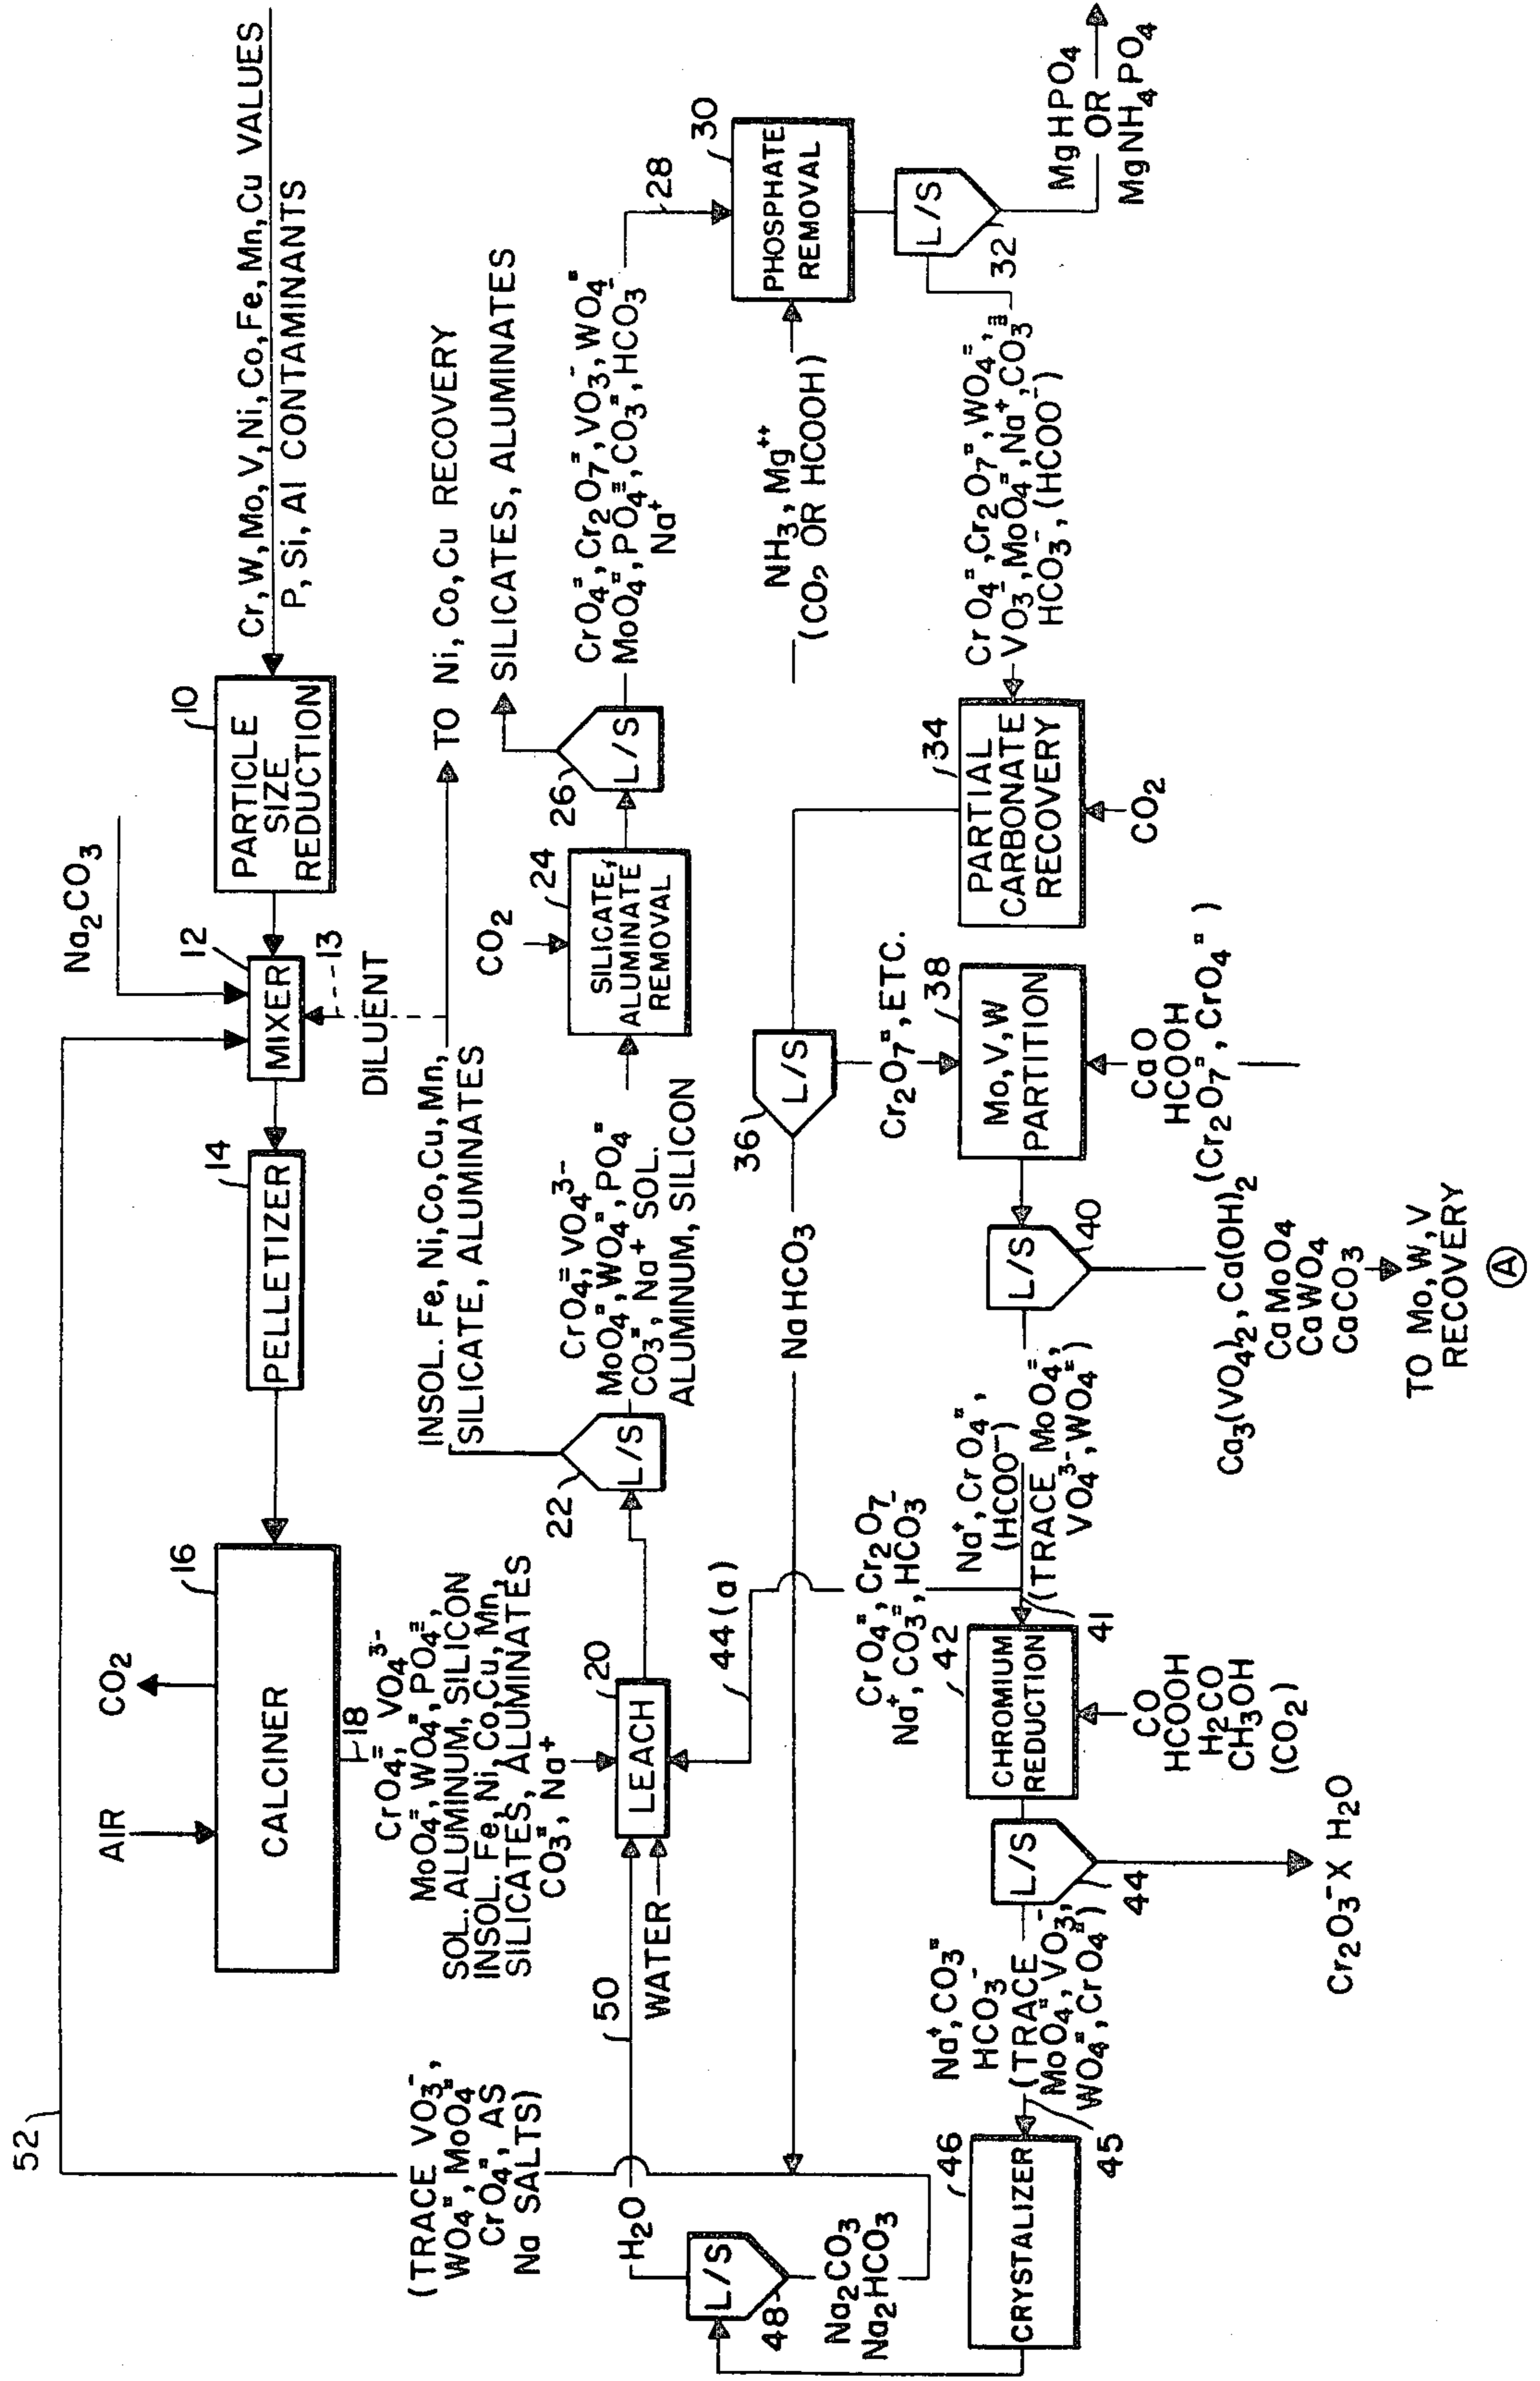 Cr, W, Mo, V, Ni, Co, Fe, Mn, Cu VALUES
P, Si, Al CONTAMINANTS
10
PARTICLE
SIZE
REDUCTION
Na2CO3
12
MIXER
13
DILUENT
14
PELLETIZER
16
CALCINER
AIR
CO2
18
52
CrO4=, VO4 3-
MoO4=, WO4=, PO4≡,
SOL. ALUMINUM, SILICON
INSOL. Fe, Ni, Co, Cu, Mn,
SILICATES, ALUMINATES
CO3=, Na+
20
LEACH
WATER
50
H2O
44(a)
22
L/S
INSOL. Fe, Ni, Co, Cu, Mn,
SILICATE, ALUMINATES
TO Ni, Co, Cu RECOVERY
CrO4=, VO4 3-
MoO4=, WO4=, PO4≡
CO3=, Na+ SOL.
ALUMINUM, SILICON
CO2
24
SILICATE,
ALUMINATE
REMOVAL
26
L/S
SILICATES, ALUMINATES
CrO4=, Cr2O7=, VO3-, WO4=
MoO4=, PO4≡, CO3=, HCO3-
Na+
28
30
PHOSPHATE
REMOVAL
NH3, Mg++
(CO2 OR HCOOH)
L/S
32
MgHPO4
OR
MgNH4PO4
CrO4=, Cr2O7=, WO4=,
VO3-, MoO4=, Na+, CO3=
HCO3-, (HCOO-)
34
PARTIAL
CARBONATE
RECOVERY
CO2
36
L/S
NaHCO3
Cr2O7=, ETC.
38
Mo, V, W
PARTITION
CaO
HCOOH
(Cr2O7=, CrO4=)
L/S
40
Ca3(VO4)2, Ca(OH)2
CaMoO4
CaWO4
CaCO3
TO Mo, W, V
RECOVERY
A
Na+, CrO4=,
(HCOO-)
(TRACE MoO4=,
VO4 3-, WO4=)
CrO4=, Cr2O7
Na+, CO3=, HCO3-
41
42
CHROMIUM
REDUCTION
CO
HCOOH
H2CO
CH3OH
(CO2)
L/S
44
Cr2O3-X H2O
Na+, CO3=
HCO3-
(TRACE
MoO4=, VO3-,
WO4=, CrO4=)
45
46
CRYSTALIZER
L/S
48
Na2CO3
Na2HCO3
(TRACE VO3-,
WO4=, MoO4=
CrO4=, AS
Na SALTS)